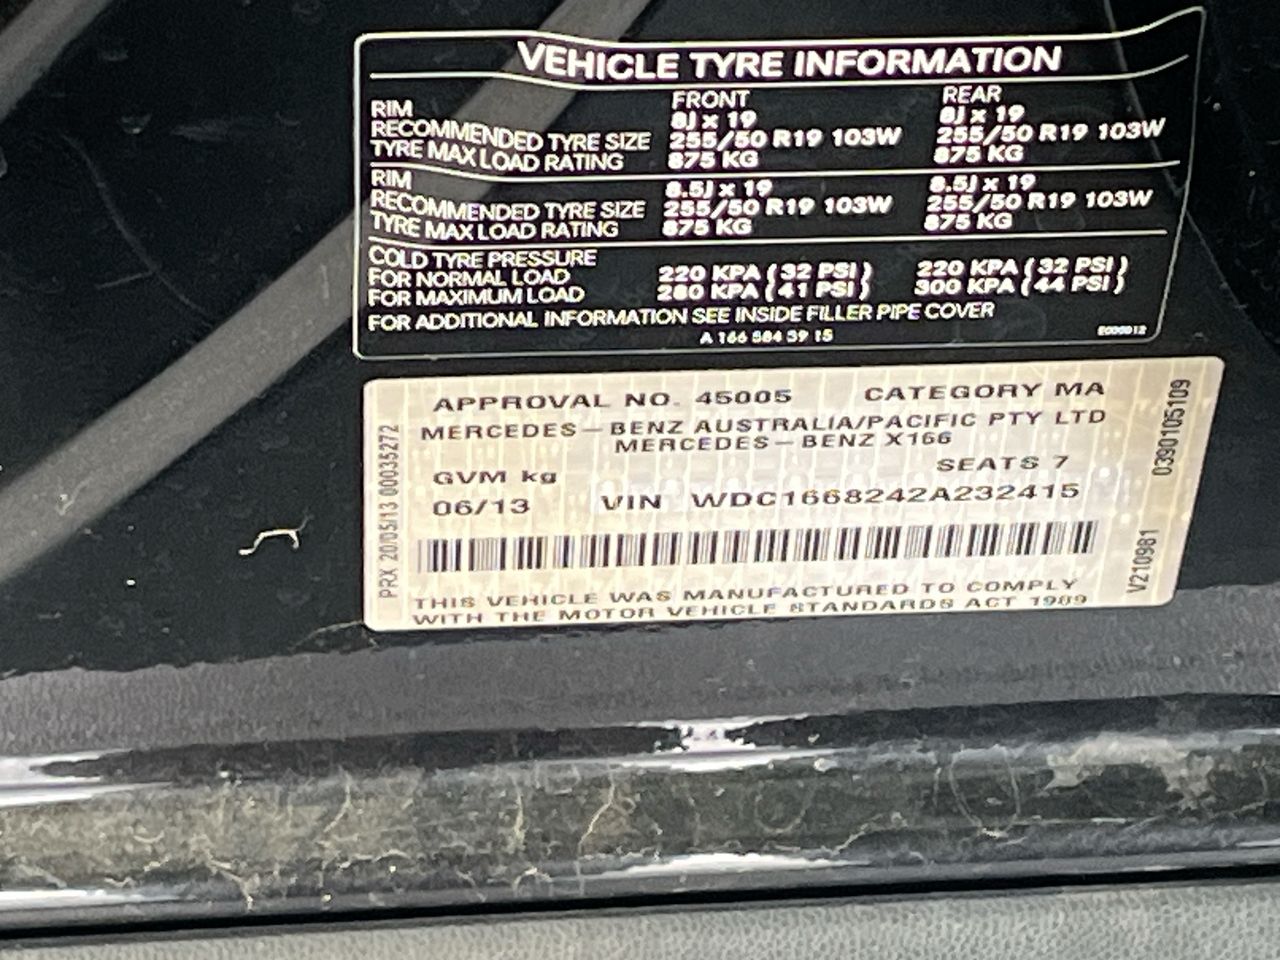 VEHICLE TYRE INFORMATION
FRONT REAR
RIM 8J x 19 8J x 19
RECOMMENDED TYRE SIZE 255/50 R19 103W 255/50 R19 103W
TYRE MAX LOAD RATING 875 KG 875 KG
RIM 8.5J x 19 8.5J x 19
RECOMMENDED TYRE SIZE 255/50 R19 103W 255/50 R19 103W
TYRE MAX LOAD RATING 875 KG 875 KG
COLD TYRE PRESSURE
FOR NORMAL LOAD 220 KPA (32 PSI) 220 KPA (32 PSI)
FOR MAXIMUM LOAD 280 KPA (41 PSI) 300 KPA (44 PSI)
FOR ADDITIONAL INFORMATION SEE INSIDE FILLER PIPE COVER
A 166 584 39 15
APPROVAL NO. 45005 CATEGORY MA
MERCEDES-BENZ AUSTRALIA/PACIFIC PTY LTD
MERCEDES-BENZ X166
SEATS 7
GVM kg
06/13 VIN WDC1668242A232415
THIS VEHICLE WAS MANUFACTURED TO COMPLY
WITH THE MOTOR VEHICLE STANDARDS ACT 1989
PRX 20/05/13 00035272
0390105109
V210981